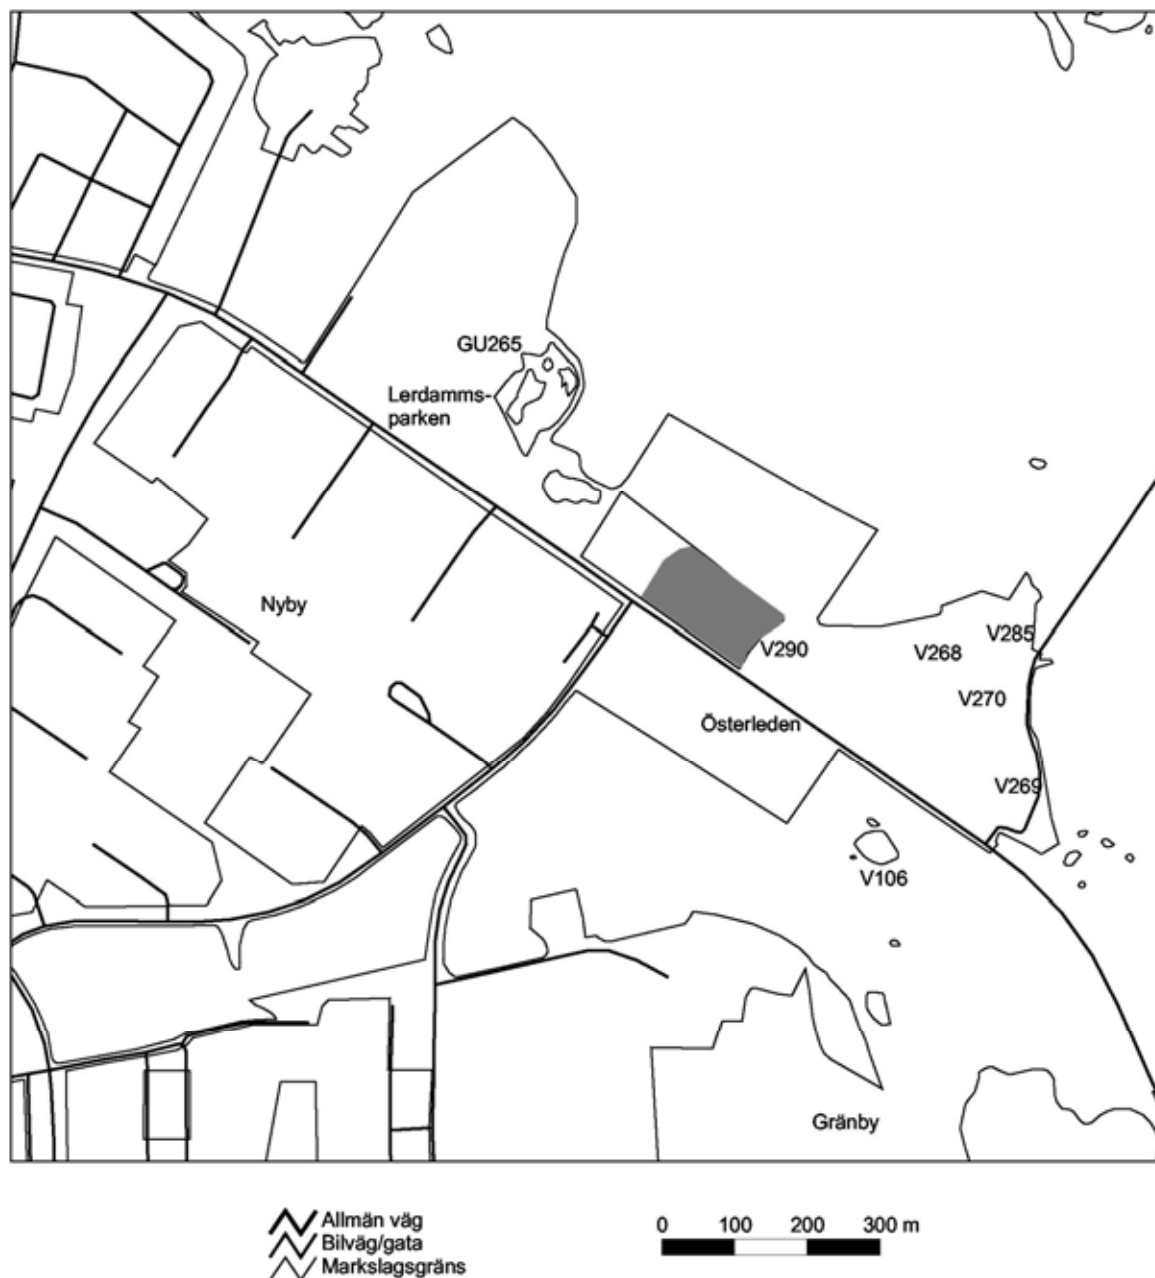 GU265
Lerdamms-
parken
Nyby
V290
V285
V268
V270
Österleden
V269
V106
Gränby
Allmän väg
Bilväg/gata
Markslagsgräns
0 100 200 300 m